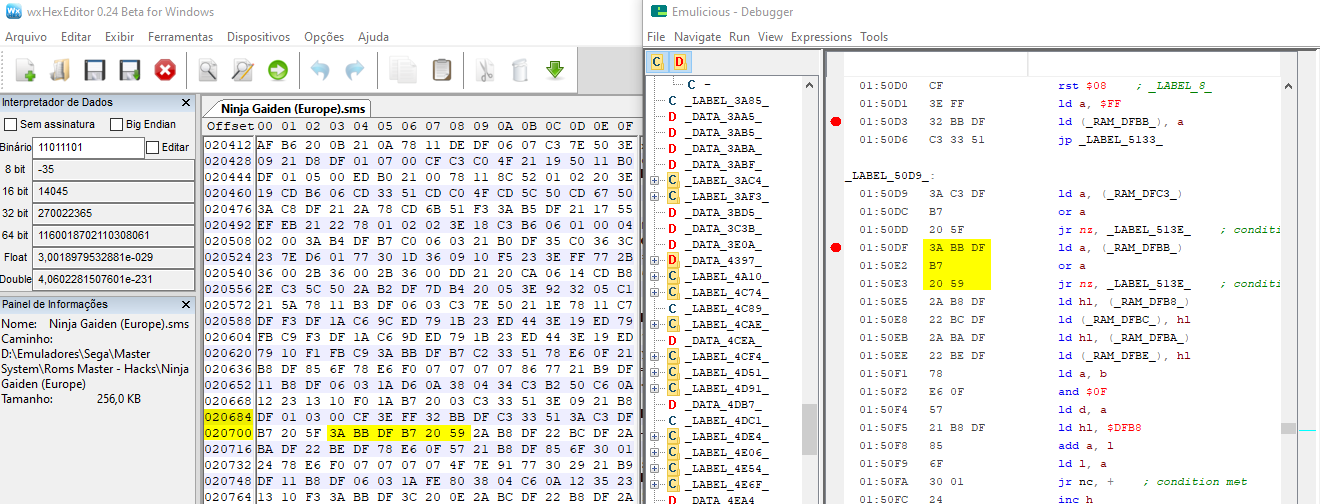 wxHexEditor 0.24 Beta for Windows
Arquivo Editar Exibir Ferramentas Dispositivos Opções Ajuda
Interpretador de Dados
Sem assinatura Big Endian
Binário 11011101 Editar
8 bit -35
16 bit 14045
32 bit 270022365
64 bit 1160018702110308061
Float 3,0018979532881e-029
Double 4,0602281507601e-231
Painel de Informações
Nome: Ninja Gaiden (Europe).sms
Caminho:
D:\Emuladores\Sega\Master
System\Roms Master - Hacks\Ninja
Gaiden (Europe)
Tamanho: 256,0 KB
Ninja Gaiden (Europe).sms
Offset 00 01 02 03 04 05 06 07 08 09 0A 0B 0C 0D 0E 0F
020412 AF B6 20 0B 21 0A 78 11 DE DF 06 07 C3 7E 50 3E
020428 09 21 D8 DF 01 07 00 CF C3 C0 4F 21 19 50 11 B0
020444 DF 01 05 00 ED B0 21 00 78 11 8C 52 01 02 20 3E
020460 19 CD B6 06 CD 33 51 CD C0 4F CD 5C 50 CD 67 50
020476 3A C8 DF 21 2A 78 CD 6B 51 F3 3A B5 DF 21 17 55
020492 EF EB 21 22 78 01 02 02 3E 18 93 C3 B6 06 01 00 04
020508 02 00 3A B4 DF B7 C0 06 03 21 B0 DF 35 C0 36 3C
020524 23 7E D6 01 77 30 1D 36 09 10 F5 23 3E FF 77 2B
020540 36 00 2B 36 00 2B 36 00 DD 21 20 CA 06 14 CD B8
020556 2E C3 5C 50 2A B2 DF 7D B4 20 05 3E 92 32 05 C1
020572 21 5A 78 11 B3 DF 06 03 C3 7E 50 21 1E 78 11 C7
020588 DF F3 DF 1A C6 9C ED 79 1B 23 ED 44 3E 19 ED 79
020604 FB C9 F3 DF 1A C6 9D ED 79 1B 23 ED 44 3E 19 ED
020620 79 10 F1 FB C9 3A BB DF B7 C2 33 51 78 E6 0F 21
020636 B8 DF 85 6F 78 E6 F0 07 07 07 07 86 77 21 B9 DF
020652 11 B8 DF 06 03 1A D6 0A 38 04 34 C3 B2 50 C6 0A
020668 12 23 13 10 F0 1A B7 20 03 C3 33 51 3E 09 21 B8
020684 DF 01 03 00 CF 3E FF 32 BB DF C3 33 51 3A C3 DF
020700 B7 20 5F 3A BB DF B7 20 59 2A B8 DF 22 BC DF 2A
020716 BA DF 22 BE DF 78 E6 0F 57 21 B8 DF 85 6F 30 01
020732 24 78 E6 F0 07 07 07 07 4F 7E 91 77 30 29 21 B9
020748 DF 11 B8 DF 06 03 1A FE 80 38 04 C6 0A 12 35 23
020764 13 10 F3 3A BB DF 3C 20 0E 2A BC DF 22 B8 DF 2A
Emulicious - Debugger
File Navigate Run View Expressions Tools
C D
C -
C _LABEL_3A85_
D _DATA_3AA5_
D _DATA_3AB5_
D _DATA_3ABA_
D _DATA_3ABF_
C _LABEL_3AC4_
C _LABEL_3AF3_
D _DATA_3BD5_
D _DATA_3C3B_
D _DATA_3E0A_
D _DATA_4397_
C _LABEL_4A10_
C _LABEL_4C74_
C _LABEL_4C89_
C _LABEL_4CAE_
D _DATA_4CEA_
C _LABEL_4CF4_
C _LABEL_4D51_
C _LABEL_4D91_
D _DATA_4DB7_
C _LABEL_4DC1_
C _LABEL_4DE4_
C _LABEL_4E06_
C _LABEL_4E54_
C _LABEL_4E6F_
D _DATA_4EA4_
01:50D0 CF rst $08 ; _LABEL_8_
01:50D1 3E FF ld a, $FF
01:50D3 32 BB DF ld (_RAM_DFBB_), a
01:50D6 C3 33 51 jp _LABEL_5133_
_LABEL_50D9_:
01:50D9 3A C3 DF ld a, (_RAM_DFC3_)
01:50DC B7 or a
01:50DD 20 5F jr nz, _LABEL_513E_ ; conditi
01:50DF 3A BB DF ld a, (_RAM_DFBB_)
01:50E2 B7 or a
01:50E3 20 59 jr nz, _LABEL_513E_ ; conditi
01:50E5 2A B8 DF ld hl, (_RAM_DFB8_)
01:50E8 22 BC DF ld (_RAM_DFBC_), hl
01:50EB 2A BA DF ld hl, (_RAM_DFBA_)
01:50EE 22 BE DF ld (_RAM_DFBE_), hl
01:50F1 78 ld a, b
01:50F2 E6 0F and $0F
01:50F4 57 ld d, a
01:50F5 21 B8 DF ld hl, $DFB8
01:50F8 85 add a, l
01:50F9 6F ld l, a
01:50FA 30 01 jr nc, + ; condition met
01:50FC 24 inc h